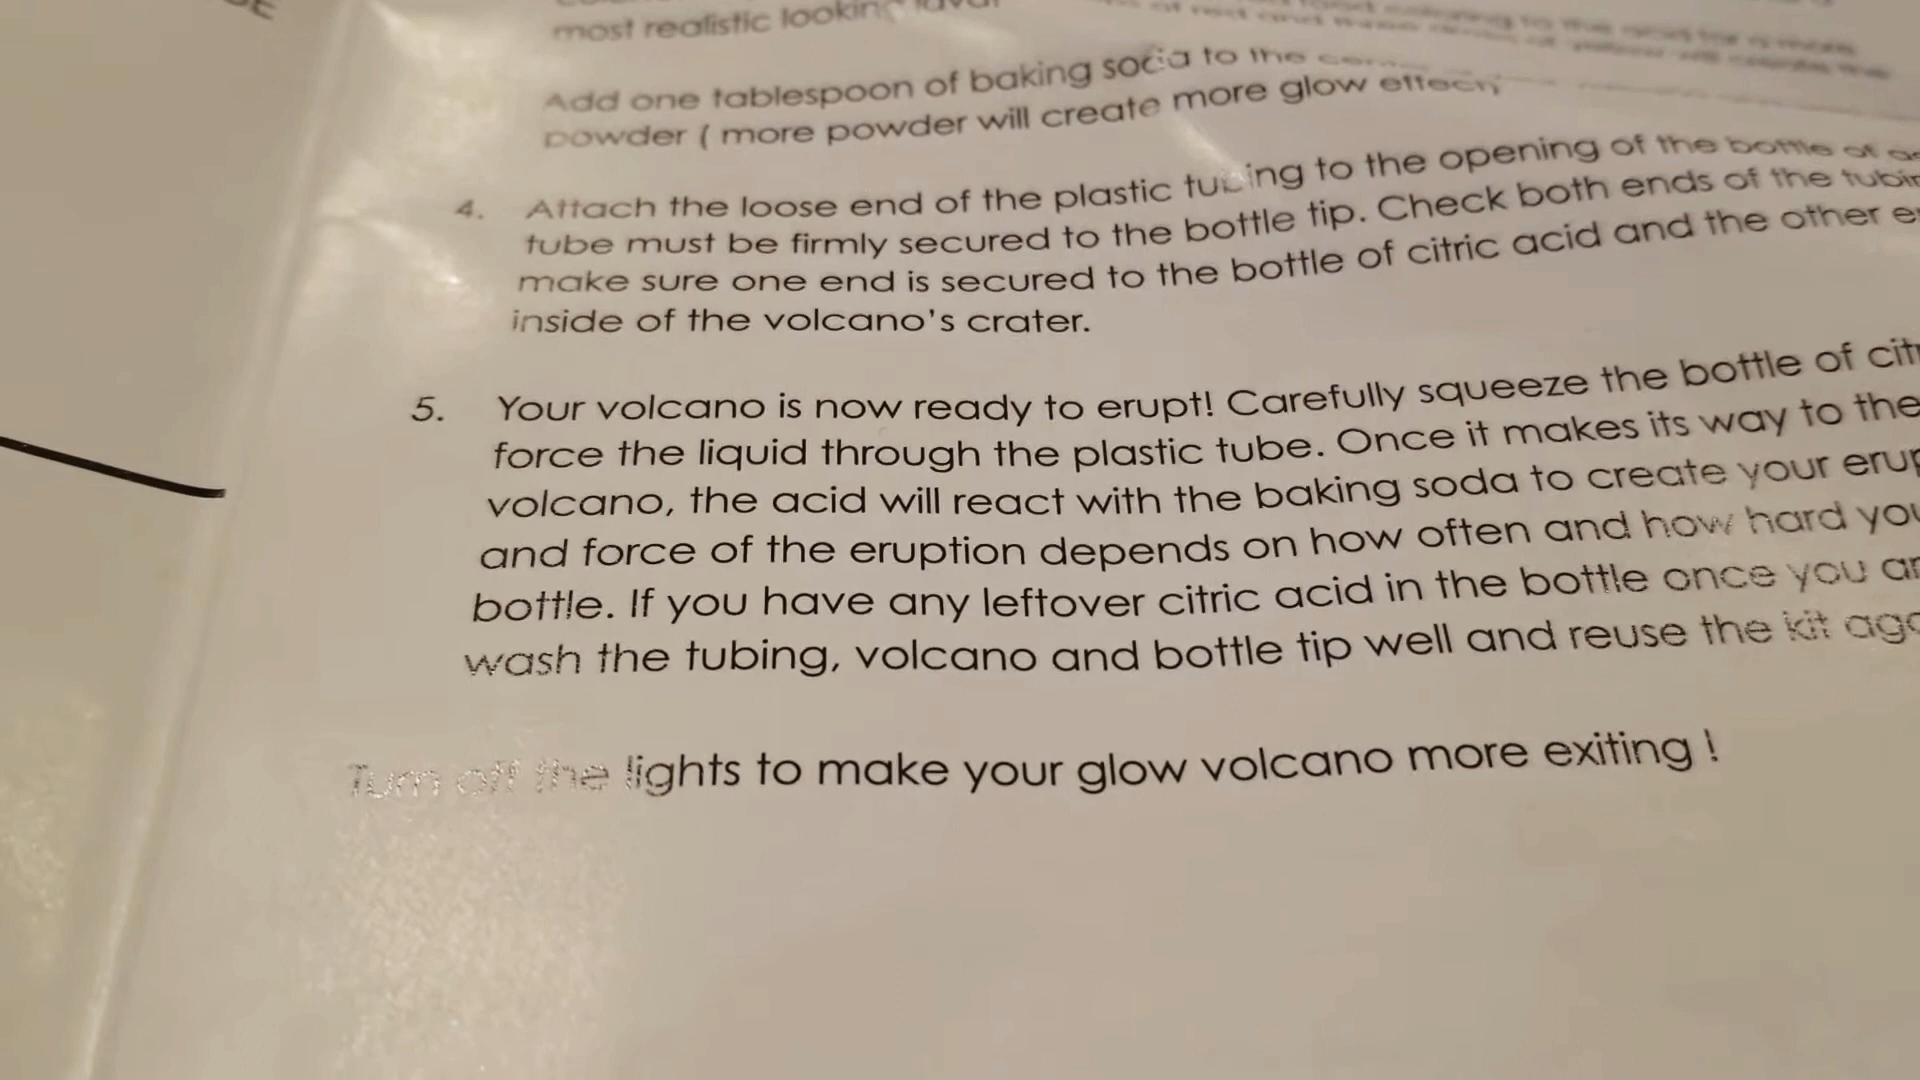 most realistic looking lava!
Add one tablespoon of baking soda to the
powder ( more powder will create more glow effect)
4. Attach the loose end of the plastic tubing to the opening of the bottle of
tube must be firmly secured to the bottle tip. Check both ends of the
make sure one end is secured to the bottle of citric acid and the other
inside of the volcano's crater.
5. Your volcano is now ready to erupt! Carefully squeeze the bottle of
force the liquid through the plastic tube. Once it makes its way to the
volcano, the acid will react with the baking soda to create your
and force of the eruption depends on how often and how hard you
bottle. If you have any leftover citric acid in the bottle once you
wash the tubing, volcano and bottle tip well and reuse the kit
Turn off the lights to make your glow volcano more exiting !